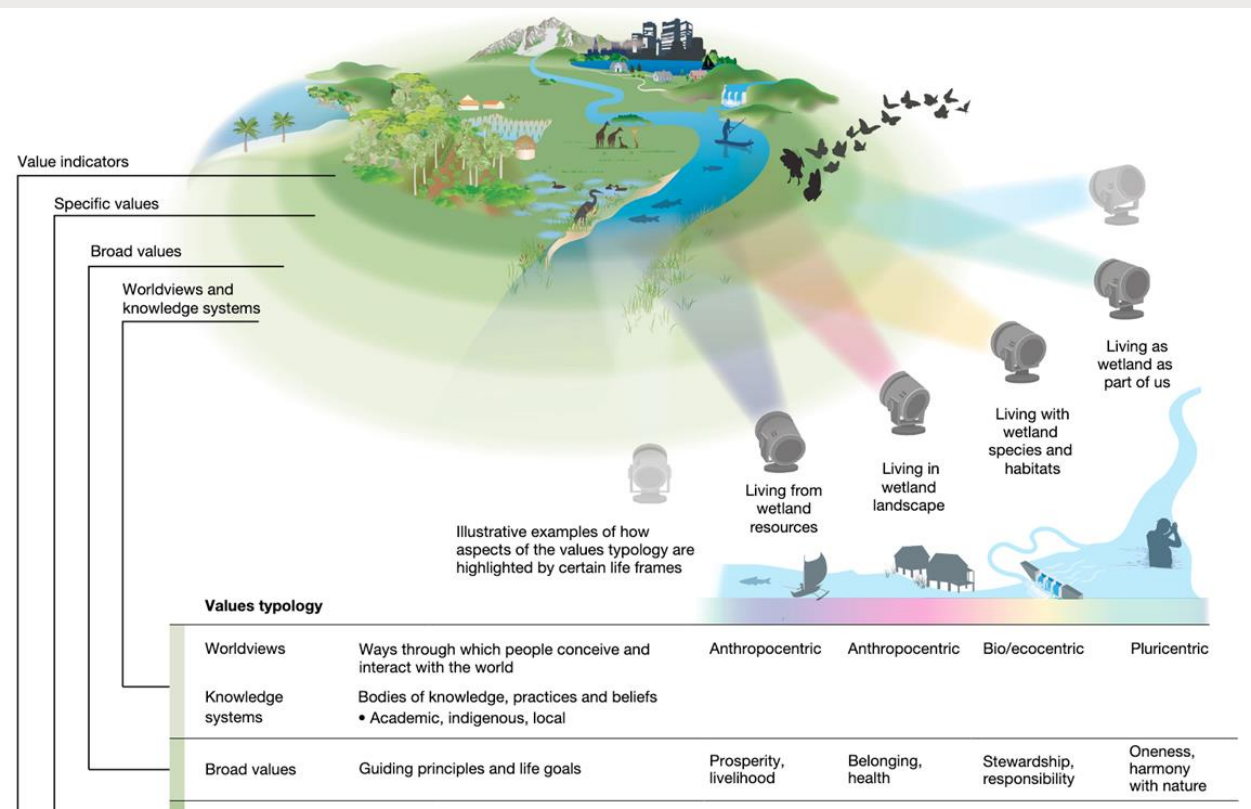 Value indicators
Specific values
Broad values
Worldviews and
knowledge systems
Living as
wetland as
part of us
Living with
wetland
species and
habitats
Living in
wetland
landscape
Living from
wetland
resources
Illustrative examples of how
aspects of the values typology are
highlighted by certain life frames
Values typology
Worldviews
Ways through which people conceive and
interact with the world
Anthropocentric
Anthropocentric
Bio/ecocentric
Pluricentric
Knowledge
systems
Bodies of knowledge, practices and beliefs
• Academic, indigenous, local
Broad values
Guiding principles and life goals
Prosperity,
livelihood
Belonging,
health
Stewardship,
responsibility
Oneness,
harmony
with nature